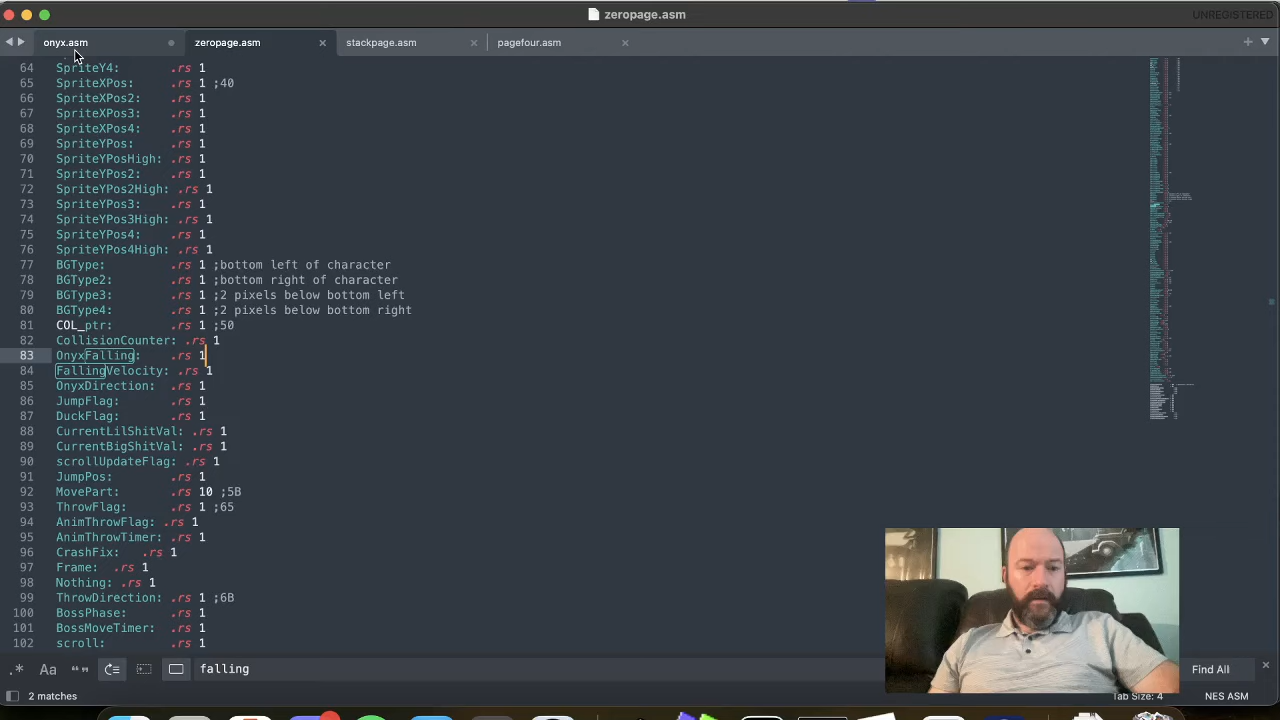 zeropage.asm
UNREGISTERED
onyx.asm
zeropage.asm
stackpage.asm
pagefour.asm
64 SpriteY4: .rs 1
65 SpriteXPos: .rs 1 ;40
66 SpriteXPos2: .rs 1
67 SpriteXPos3: .rs 1
68 SpriteXPos4: .rs 1
69 SpriteYPos: .rs 1
70 SpriteYPosHigh: .rs 1
71 SpriteYPos2: .rs 1
72 SpriteYPos2High: .rs 1
73 SpriteYPos3: .rs 1
74 SpriteYPos3High: .rs 1
75 SpriteYPos4: .rs 1
76 SpriteYPos4High: .rs 1
77 BGType: .rs 1 ;bottom left of character
78 BGType2: .rs 1 ;bottom right of character
79 BGType3: .rs 1 ;2 pixels below bottom left
80 BGType4: .rs 1 ;2 pixels below bottom right
81 COL_ptr: .rs 1 ;50
82 CollisionCounter: .rs 1
83 OnyxFalling: .rs 1
84 FallingVelocity: .rs 1
85 OnyxDirection: .rs 1
86 JumpFlag: .rs 1
87 DuckFlag: .rs 1
88 CurrentLilShitVal: .rs 1
89 CurrentBigShitVal: .rs 1
90 scrollUpdateFlag: .rs 1
91 JumpPos: .rs 1
92 MovePart: .rs 10 ;5B
93 ThrowFlag: .rs 1 ;65
94 AnimThrowFlag: .rs 1
95 AnimThrowTimer: .rs 1
96 CrashFix: .rs 1
97 Frame: .rs 1
98 Nothing: .rs 1
99 ThrowDirection: .rs 1 ;6B
100 BossPhase: .rs 1
101 BossMoveTimer: .rs 1
102 scroll: .rs 1
.* Aa falling Find All
2 matches Tab Size: 4 NES ASM